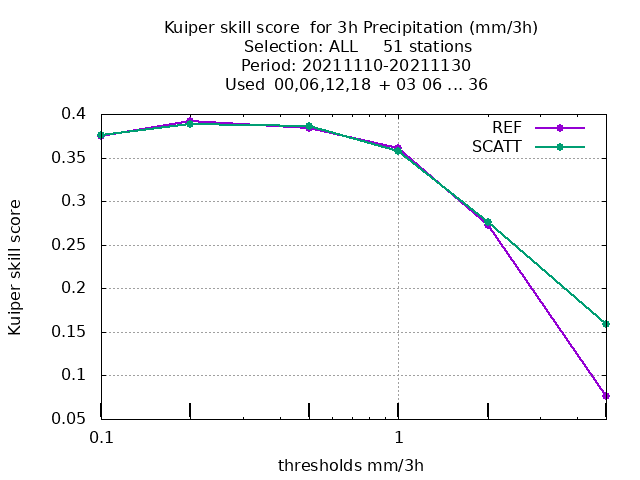 Kuiper skill score  for 3h Precipitation (mm/3h)
Selection: ALL     51 stations
Period: 20211110-20211130
Used  00,06,12,18  + 03 06 ... 36
REF
SCATT
0.4
0.35
0.3
0.25
0.2
0.15
0.1
0.05
Kuiper skill score
0.1
1
thresholds mm/3h